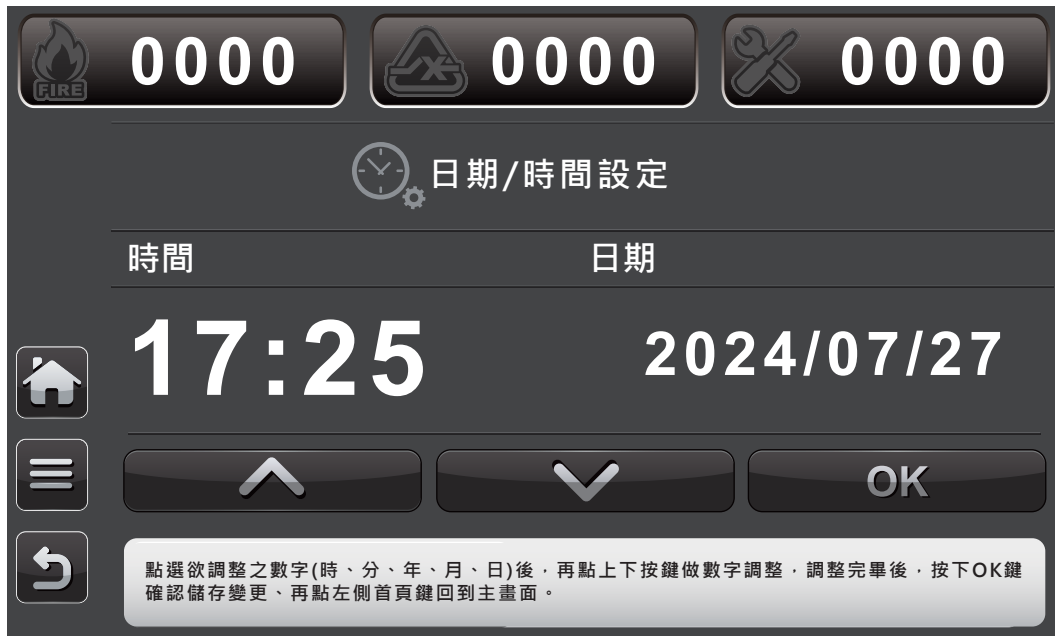 FIRE 0000 0000 0000
日期/時間設定
時間 日期
17:25 2024/07/27
OK
點選欲調整之數字(時、分、年、月、日)後，再點上下按鍵做數字調整，調整完畢後，按下OK鍵
確認儲存變更、再點左側首頁鍵回到主畫面。